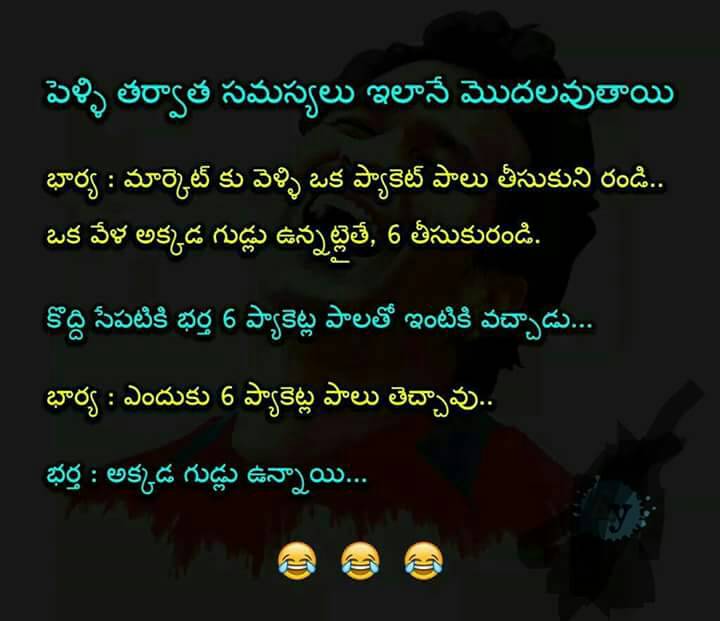 పెళ్ళి తర్వాత సమస్యలు ఇలానే మొదలవుతాయి
భార్య : మార్కెట్ కు వెళ్ళి ఒక ప్యాకెట్ పాలు తీసుకుని రండి..
ఒక వేళ అక్కడ గుడ్లు ఉన్నట్లైతే, 6 తీసుకురండి.
కొద్ది సేపటికి భర్త 6 ప్యాకెట్ల పాలతో ఇంటికి వచ్చాడు...
భార్య : ఎందుకు 6 ప్యాకెట్ల పాలు తెచ్చావు..
భర్త : అక్కడ గుడ్లు ఉన్నాయి...
😂 😂 😂